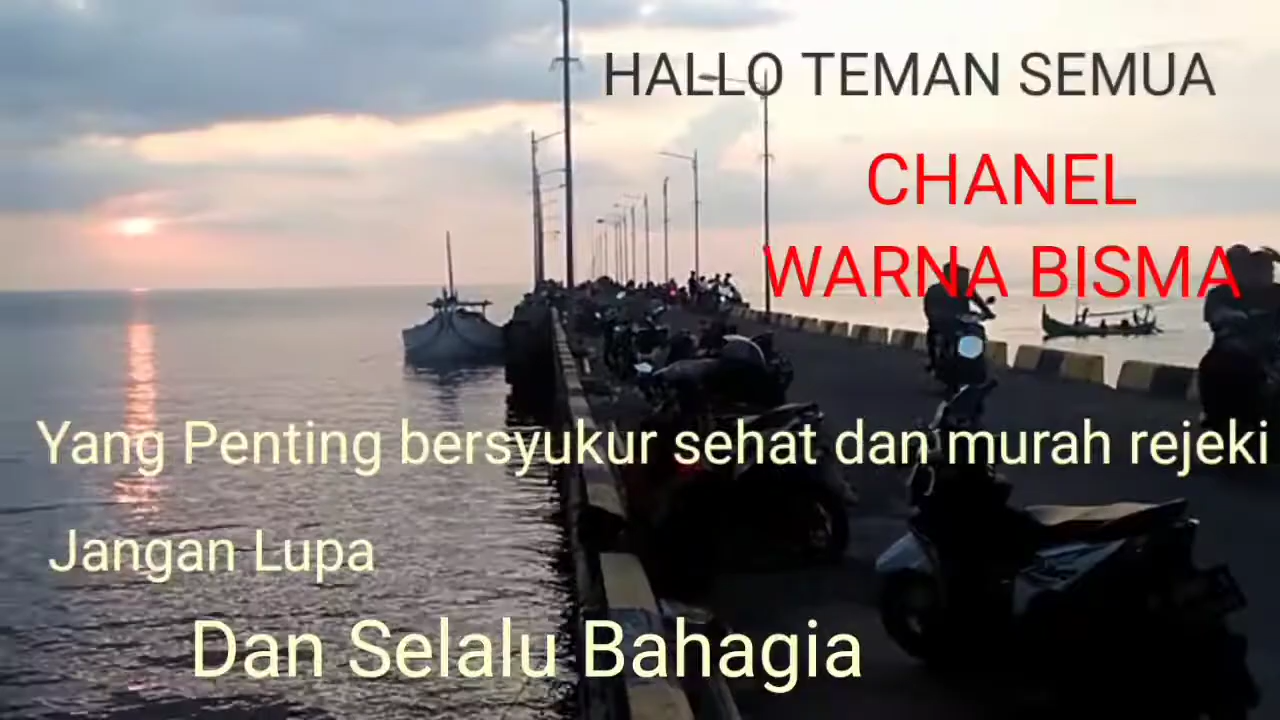 HALLO TEMAN SEMUA
CHANEL
WARNA BISMA
Yang Penting bersyukur sehat dan murah rejeki
Jangan Lupa
Dan Selalu Bahagia